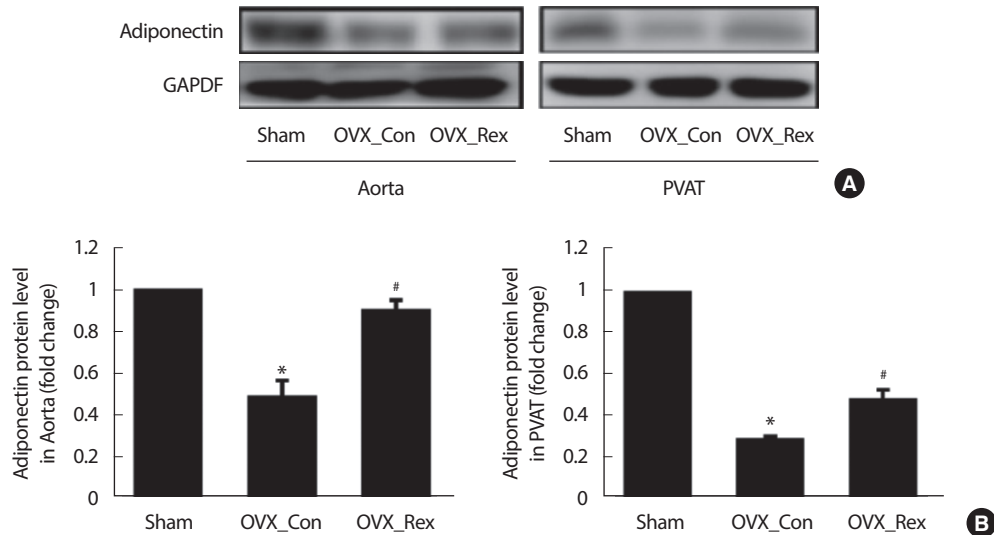 Adiponectin
GAPDF
Sham OVX_Con OVX_Rex Sham OVX_Con OVX_Rex
Aorta PVAT A
Adiponectin protein level
in Aorta (fold change)
1.2
1
0.8
0.6
0.4
0.2
0
*
#
Sham OVX_Con OVX_Rex
Adiponectin protein level
in PVAT (fold change)
1.2
1
0.8
0.6
0.4
0.2
0
*
#
Sham OVX_Con OVX_Rex
B